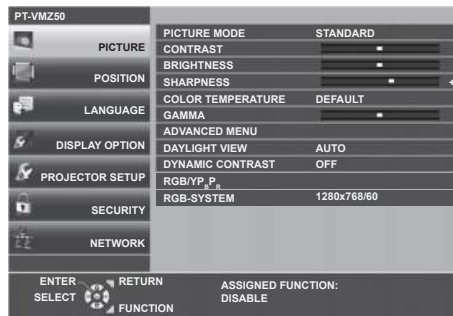 PT-VMZ50
PICTURE
POSITION
LANGUAGE
DISPLAY OPTION
PROJECTOR SETUP
SECURITY
NETWORK
PICTURE MODE STANDARD
CONTRAST
BRIGHTNESS
SHARPNESS +
COLOR TEMPERATURE DEFAULT
GAMMA
ADVANCED MENU
DAYLIGHT VIEW AUTO
DYNAMIC CONTRAST OFF
RGB/YPBPR
RGB-SYSTEM 1280x768/60
ENTER RETURN
SELECT
FUNCTION
ASSIGNED FUNCTION:
DISABLE